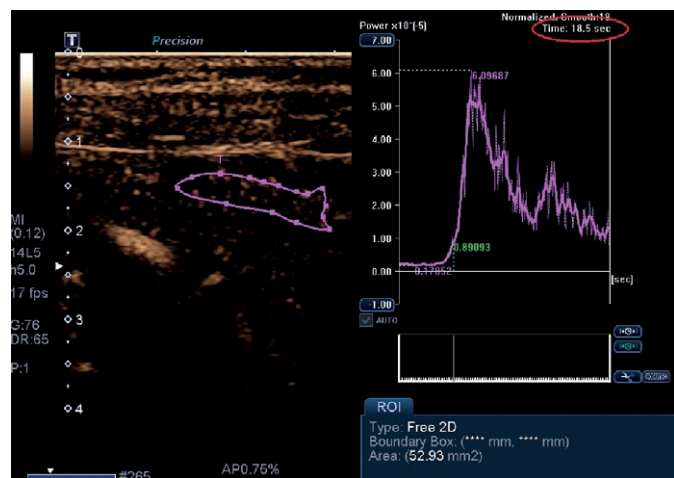 T
Precision
0
1
2
3
4
T
MI
(0.12)
14L5
h5.0
17 fps
G:76
DR:65
P:1
#265
AP0.75%
Normalized, Smooth:18
Power x10^[-5]
Time: 18.5 sec
7.00
6.00
5.00
4.00
3.00
2.00
1.00
0.00
-1.00
6.09687
0.89093
0.17952
[sec]
AUTO
ROI
Type: Free 2D
Boundary Box: (**** mm, **** mm)
Area: (52.93 mm2)